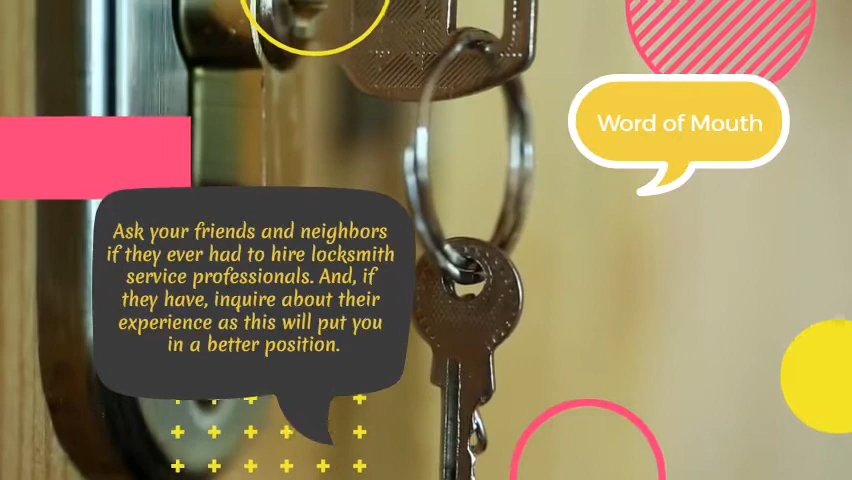 Word of Mouth
Ask your friends and neighbors
if they ever had to hire locksmith
service professionals. And, if
they have, inquire about their
experience as this will put you
in a better position.